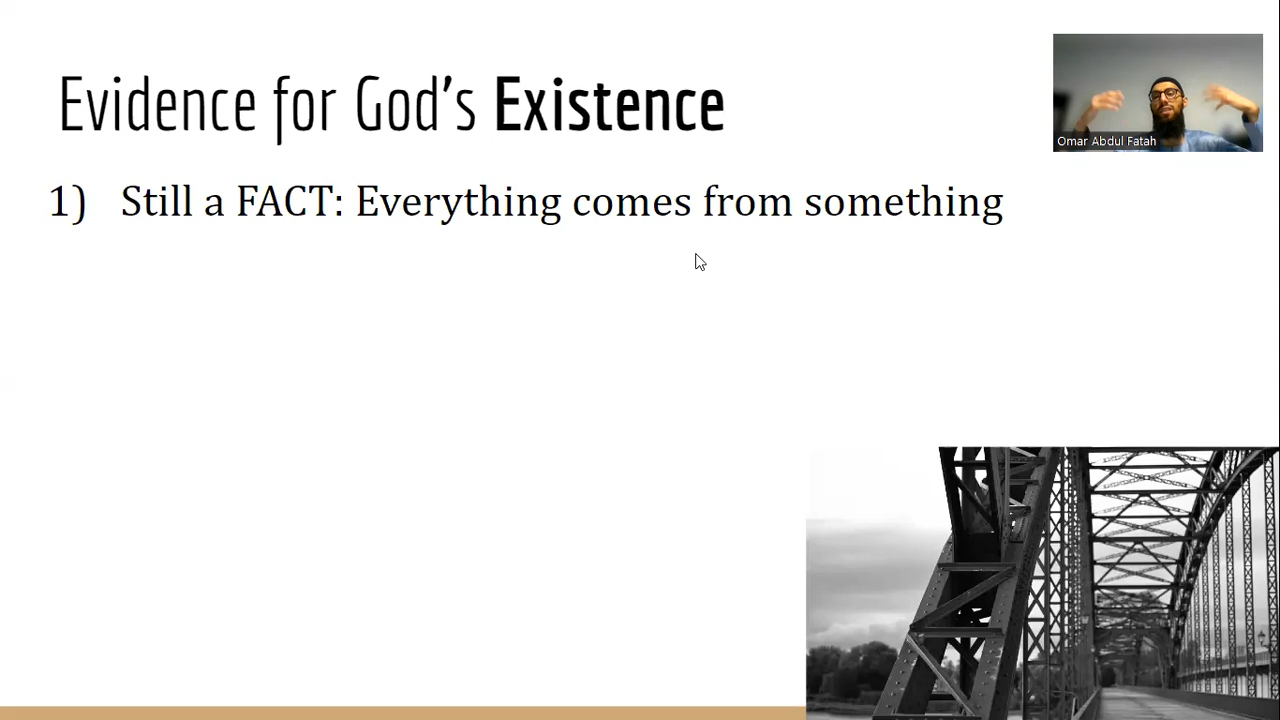 Evidence for God's Existence
Omar Abdul Fatah
1) Still a FACT: Everything comes from something